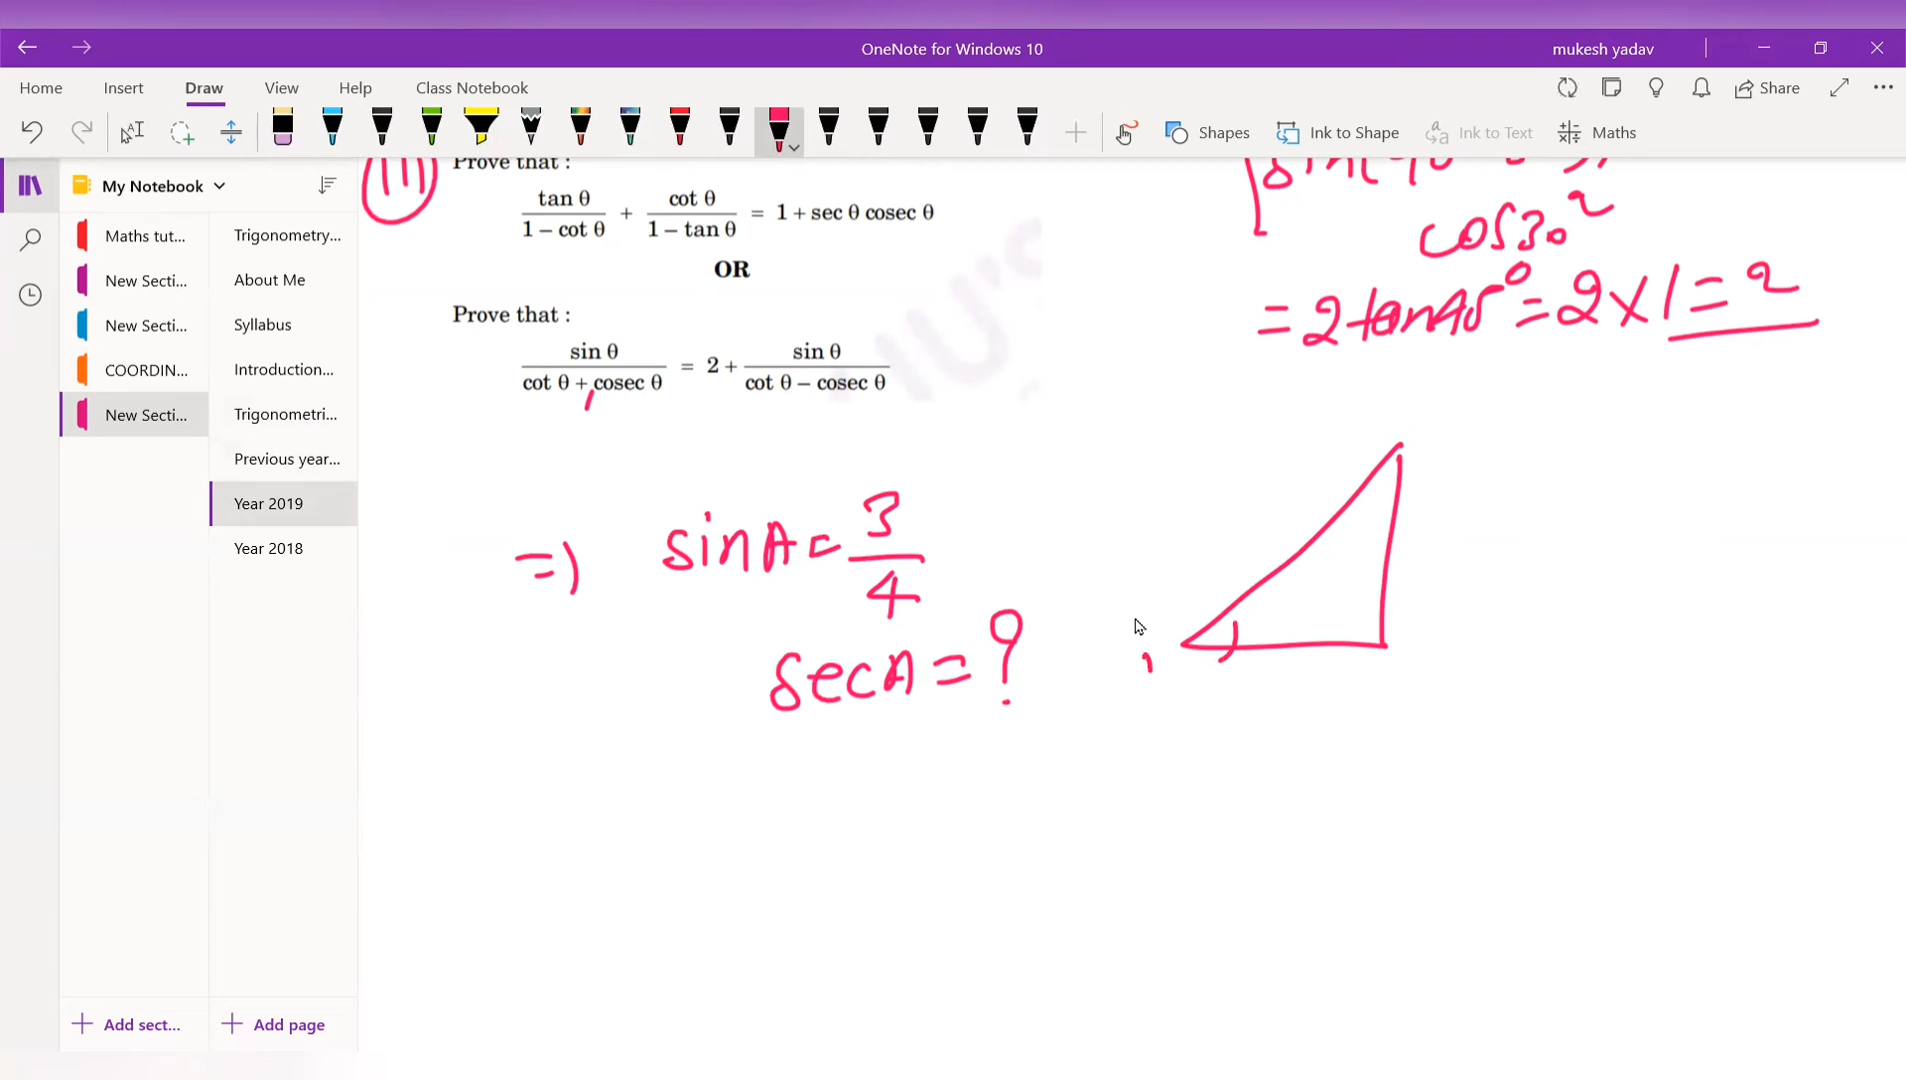 OneNote for Windows 10
mukesh yadav
Home Insert Draw View Help Class Notebook
Share
Shapes Ink to Shape Ink to Text Maths
My Notebook
Maths tut...
New Secti...
New Secti...
COORDIN...
New Secti...
Add sect...
Trigonometry...
About Me
Syllabus
Introduction...
Trigonometri...
Previous year...
Year 2019
Year 2018
Add page
(111)
Prove that :
tan θ / 1 – cot θ + cot θ / 1 – tan θ = 1 + sec θ cosec θ
OR
Prove that :
sin θ / cot θ + cosec θ = 2 + sin θ / cot θ – cosec θ
cos30²
= 2 tan45° = 2 × 1 = 2
=) sinA = 3/4
secA = ?